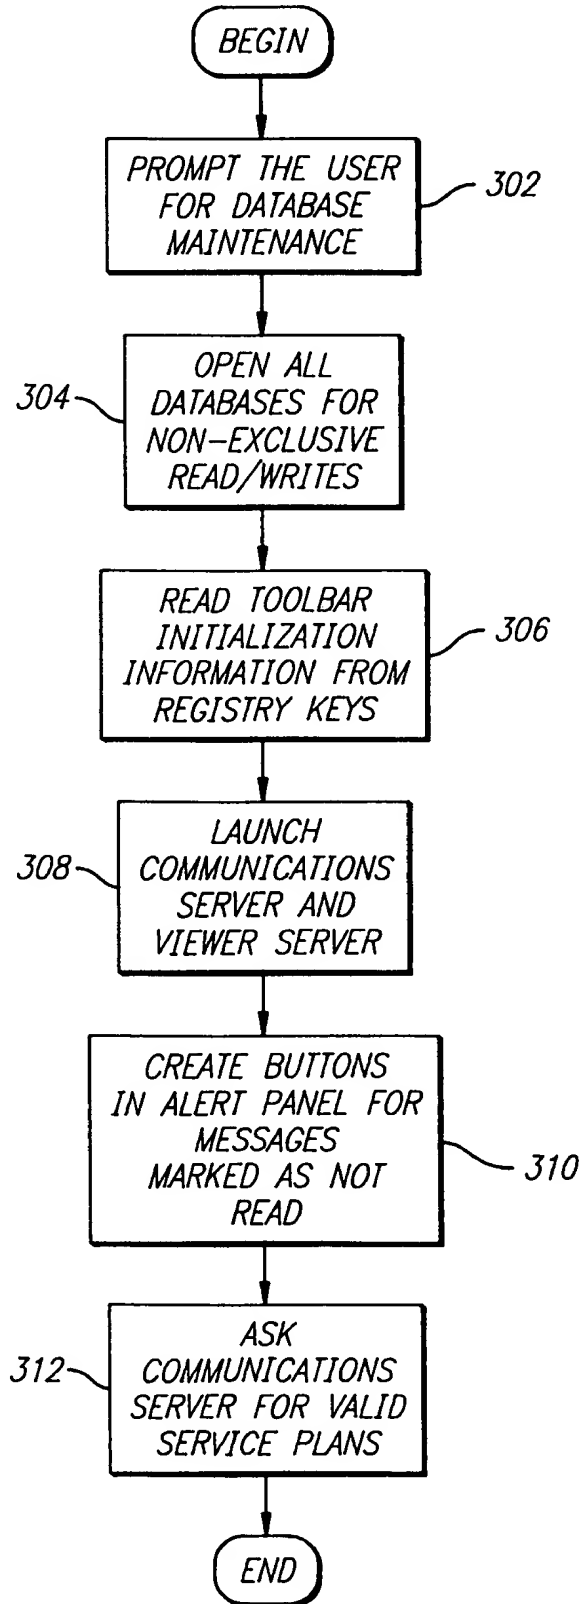 BEGIN
PROMPT THE USER
FOR DATABASE
MAINTENANCE
302
OPEN ALL
DATABASES FOR
NON-EXCLUSIVE
READ/WRITES
304
READ TOOLBAR
INITIALIZATION
INFORMATION FROM
REGISTRY KEYS
306
LAUNCH
COMMUNICATIONS
SERVER AND
VIEWER SERVER
308
CREATE BUTTONS
IN ALERT PANEL FOR
MESSAGES
MARKED AS NOT
READ
310
ASK
COMMUNICATIONS
SERVER FOR VALID
SERVICE PLANS
312
END